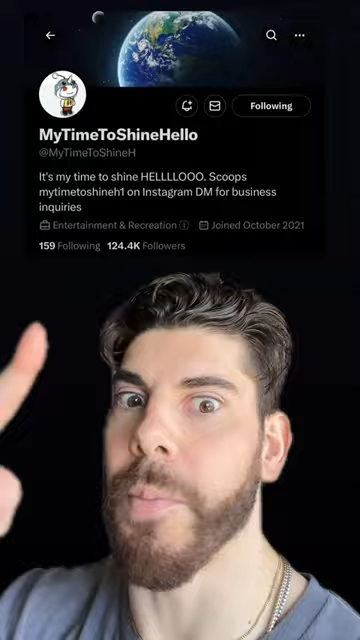 Following
MyTimeToShineHello
@MyTimeToShineH
It's my time to shine HELLLLOOO. Scoops
mytimetoshineh1 on Instagram DM for business
inquiries
Entertainment & Recreation Joined October 2021
159 Following 124.4K Followers